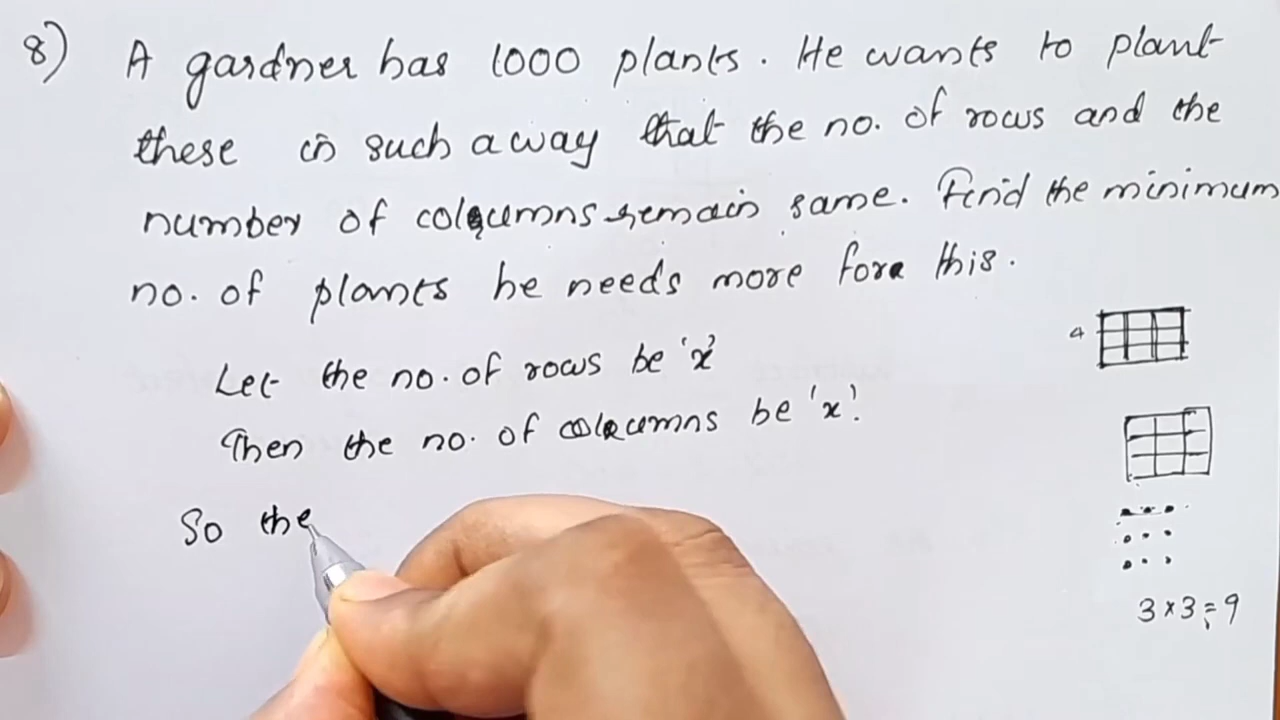 8) A gardner has 1000 plants. He wants to plant
these in such a way that the no. of rows and the
number of columns remain same. Find the minimum
no. of plants he needs more for this.
Let the no. of rows be 'x'
Then the no. of columns be 'x'.
So the
4
3 x 3 = 9